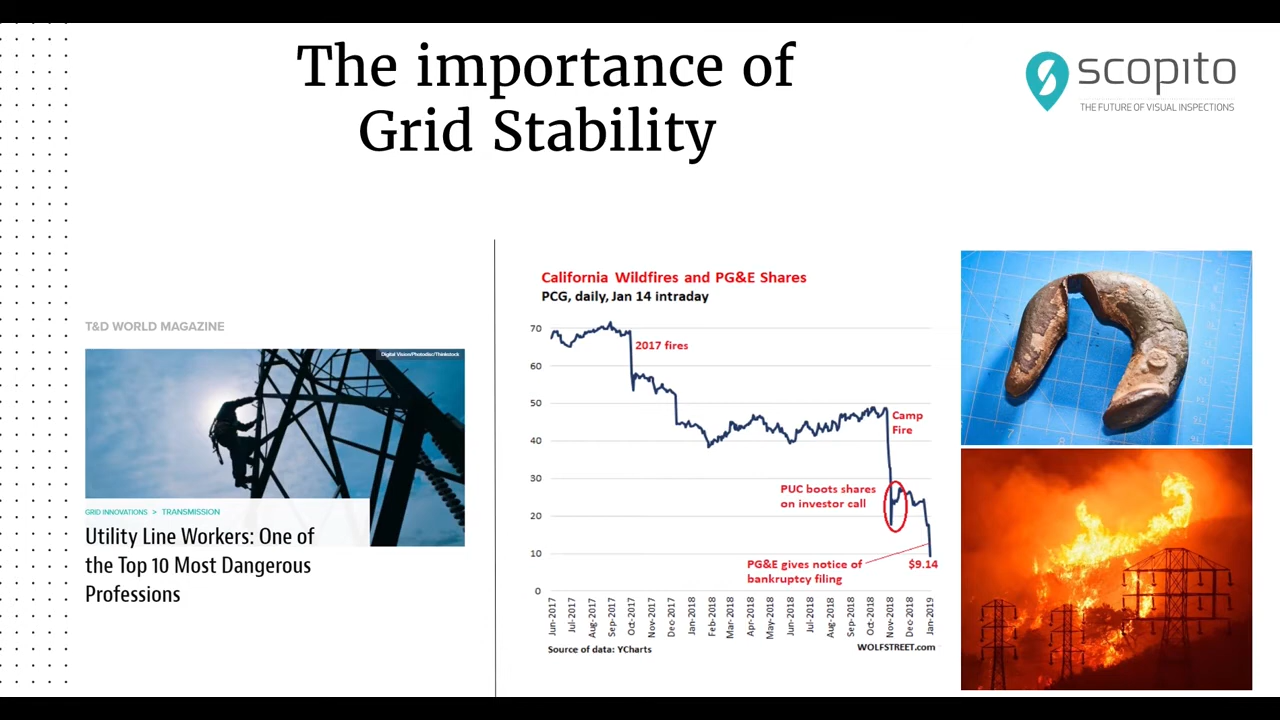 The importance of
Grid Stability
scopito
THE FUTURE OF VISUAL INSPECTIONS
T&D WORLD MAGAZINE
Digital Vision/Photodisc/Thinkstock
GRID INNOVATIONS > TRANSMISSION
Utility Line Workers: One of
the Top 10 Most Dangerous
Professions
California Wildfires and PG&E Shares
PCG, daily, Jan 14 intraday
70
60
50
40
30
20
10
0
2017 fires
Camp
Fire
PUC boots shares
on investor call
PG&E gives notice of
bankruptcy filing
$9.14
Jun-2017
Jul-2017
Aug-2017
Sep-2017
Oct-2017
Nov-2017
Dec-2017
Jan-2018
Feb-2018
Mar-2018
Apr-2018
May-2018
Jun-2018
Jul-2018
Aug-2018
Sep-2018
Oct-2018
Nov-2018
Dec-2018
Jan-2019
Source of data: YCharts
WOLFSTREET.com